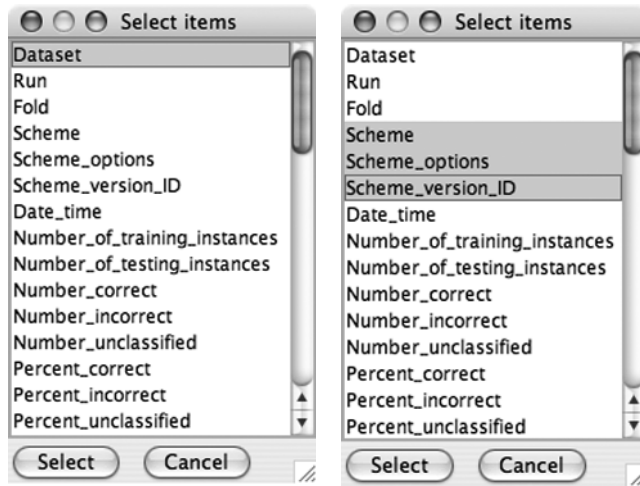 Select items
Dataset
Run
Fold
Scheme
Scheme_options
Scheme_version_ID
Date_time
Number_of_training_instances
Number_of_testing_instances
Number_correct
Number_incorrect
Number_unclassified
Percent_correct
Percent_incorrect
Percent_unclassified
Select
Cancel
Select items
Dataset
Run
Fold
Scheme
Scheme_options
Scheme_version_ID
Date_time
Number_of_training_instances
Number_of_testing_instances
Number_correct
Number_incorrect
Number_unclassified
Percent_correct
Percent_incorrect
Percent_unclassified
Select
Cancel